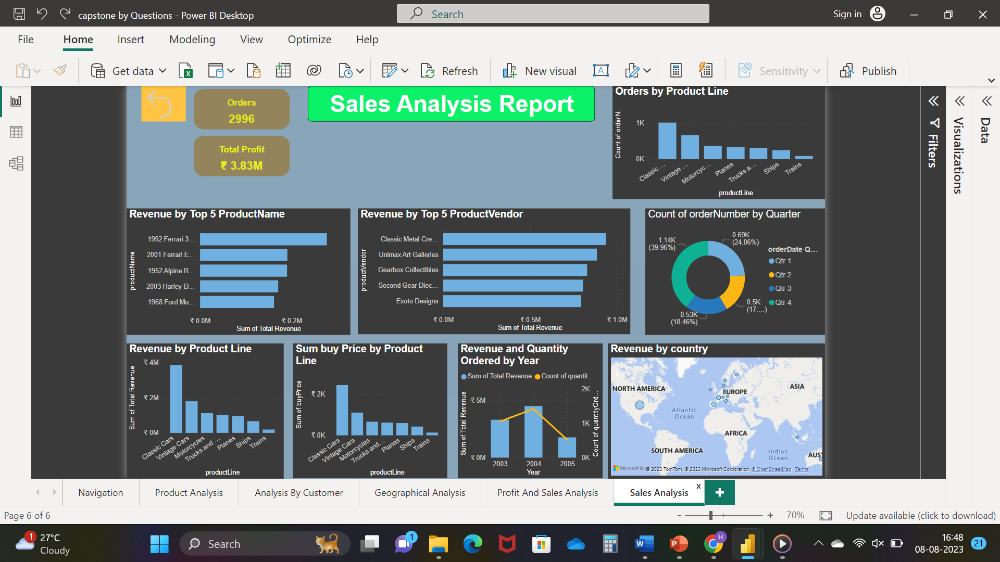 capstone by Questions - Power BI Desktop
Search
Sign in
File
Home
Insert
Modeling
View
Optimize
Help
Get data
Refresh
New visual
Sensitivity
Publish
Orders
2996
Total Profit
₹ 3.83M
Sales Analysis Report
Orders by Product Line
Count of orderN...
1K
0K
Classic ...
Vintage ...
Motorcyc...
Planes
Trucks a...
Ships
Trains
productLine
Filters
Visualizations
Data
Revenue by Top 5 ProductName
productName
1992 Ferrari 3...
2001 Ferrari E...
1952 Alpine R...
2003 Harley-D...
1968 Ford Mu...
₹ 0.0M
₹ 0.2M
Sum of Total Revenue
Revenue by Top 5 ProductVendor
productVendor
Classic Metal Cre...
Unimax Art Galleries
Gearbox Collectibles
Second Gear Diec...
Exoto Designs
₹ 0.0M
₹ 0.5M
₹ 1.0M
Sum of Total Revenue
Count of orderNumber by Quarter
1.14K
(39.96%)
0.69K
(24.06%)
0.5K
(17....)
0.53K
(18.46%)
orderDate Q...
Qtr 1
Qtr 2
Qtr 3
Qtr 4
Revenue by Product Line
Sum of Total Revenue
₹ 4M
₹ 2M
₹ 0M
Classic Cars
Vintage Cars
Motorcycles
Trucks and ...
Planes
Ships
Trains
productLine
Sum buy Price by Product
Line
Sum of buyPrice
₹ 2K
₹ 0K
Classic Cars
Vintage Cars
Motorcycles
Trucks and...
Planes
Ships
Trains
productLine
Revenue and Quantity
Ordered by Year
Sum of Total Revenue
Count of quantit...
Sum of Total Revenue
₹ 5M
₹ 0M
2K
1K
0K
Count of quantityOrd...
2003
2004
2005
Year
Revenue by country
NORTH AMERICA
EUROPE
ASIA
Atlantic
Ocean
AFRICA
SOUTH AMERICA
Indian
Ocean
AUST
Microsoft Bing
© 2023 TomTom, © 2023 Microsoft Corporation, © OpenStreetMap Terms
Navigation
Product Analysis
Analysis By Customer
Geographical Analysis
Profit And Sales Analysis
Sales Analysis
x
+
Page 6 of 6
- + 70%
Update available (click to download)
1
27°C
Cloudy
Search
1
W
P
H
16:48
08-08-2023
21